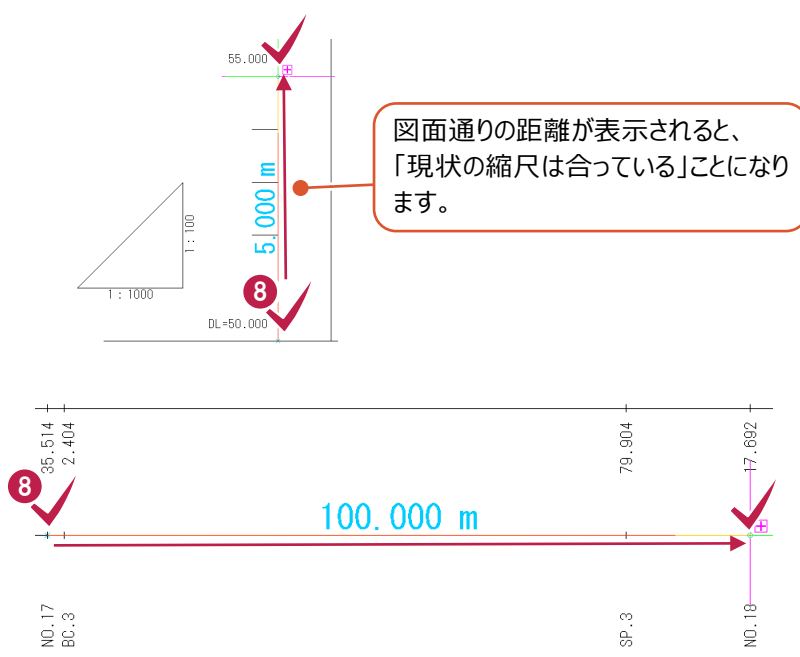 55.000
図面通りの距離が表示されると、
「現状の縮尺は合っている」ことになり
ます。
5.000 m
1 : 100
1 : 1000
8
DL=50.000
35.514
2.404
79.904
17.692
8
100.000 m
NO.17
BC.3
SP.3
NO.18